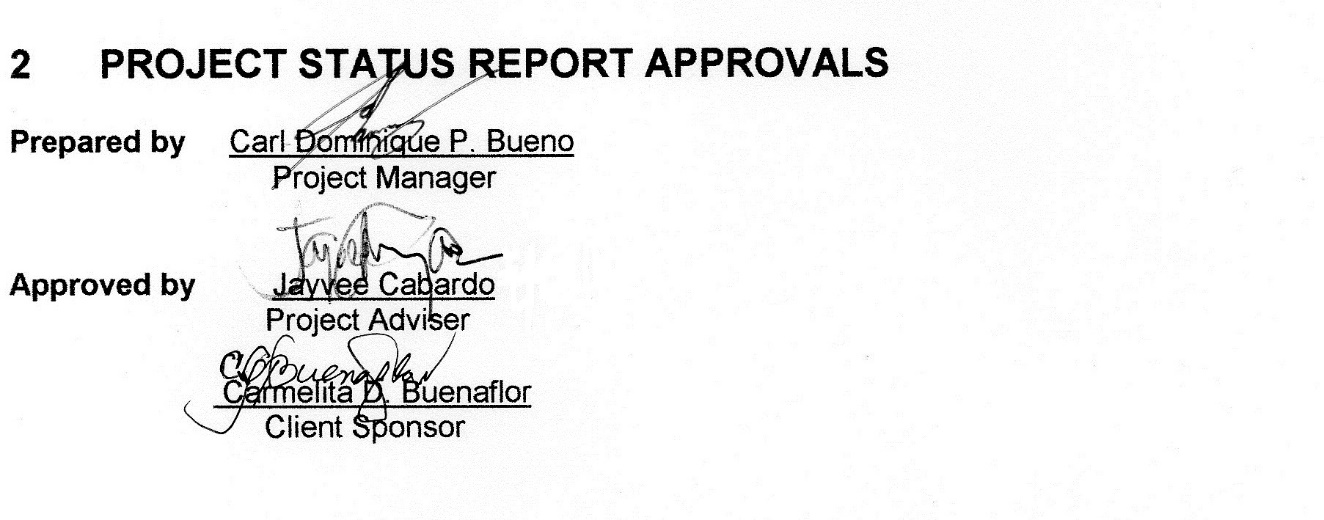 2 PROJECT STATUS REPORT APPROVALS
Prepared by Carl Dominique P. Bueno
Project Manager
Approved by Jayvee Cabardo
Project Adviser
Carmelita D. Buenaflor
Client Sponsor